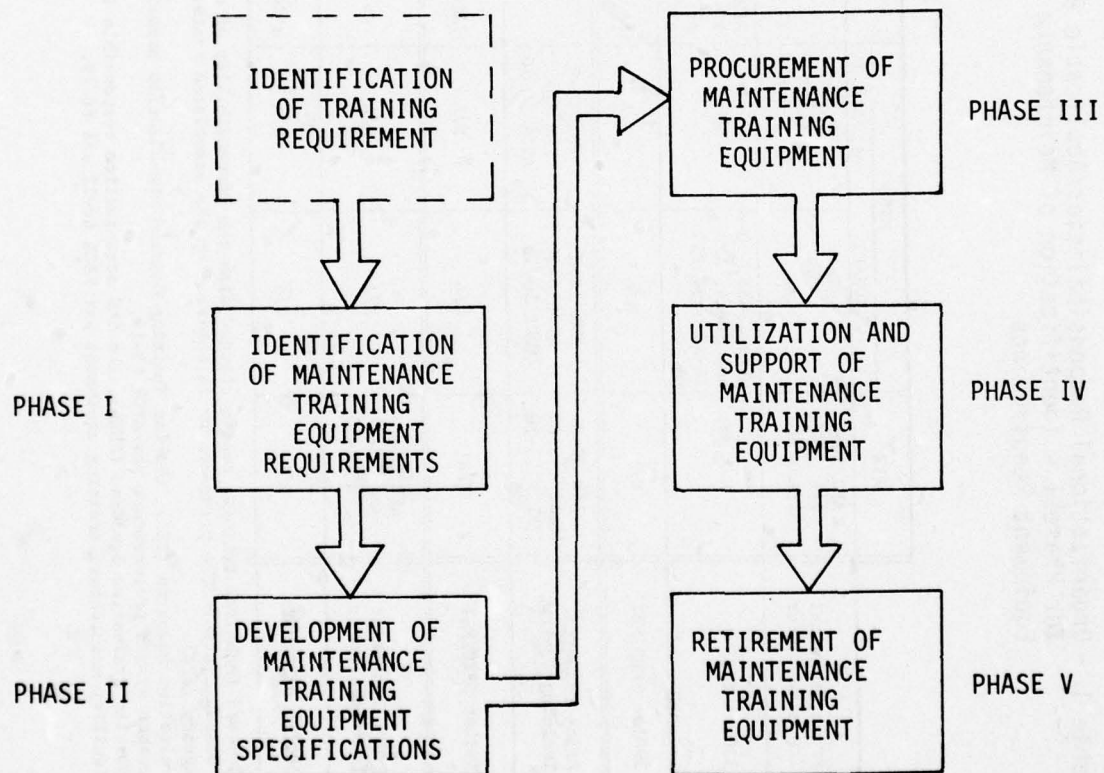 IDENTIFICATION
OF TRAINING
REQUIREMENT
PHASE I
IDENTIFICATION
OF MAINTENANCE
TRAINING
EQUIPMENT
REQUIREMENTS
PHASE II
DEVELOPMENT OF
MAINTENANCE
TRAINING
EQUIPMENT
SPECIFICATIONS
PROCUREMENT OF
MAINTENANCE
TRAINING
EQUIPMENT
PHASE III
UTILIZATION AND
SUPPORT OF
MAINTENANCE
TRAINING
EQUIPMENT
PHASE IV
RETIREMENT OF
MAINTENANCE
TRAINING
EQUIPMENT
PHASE V